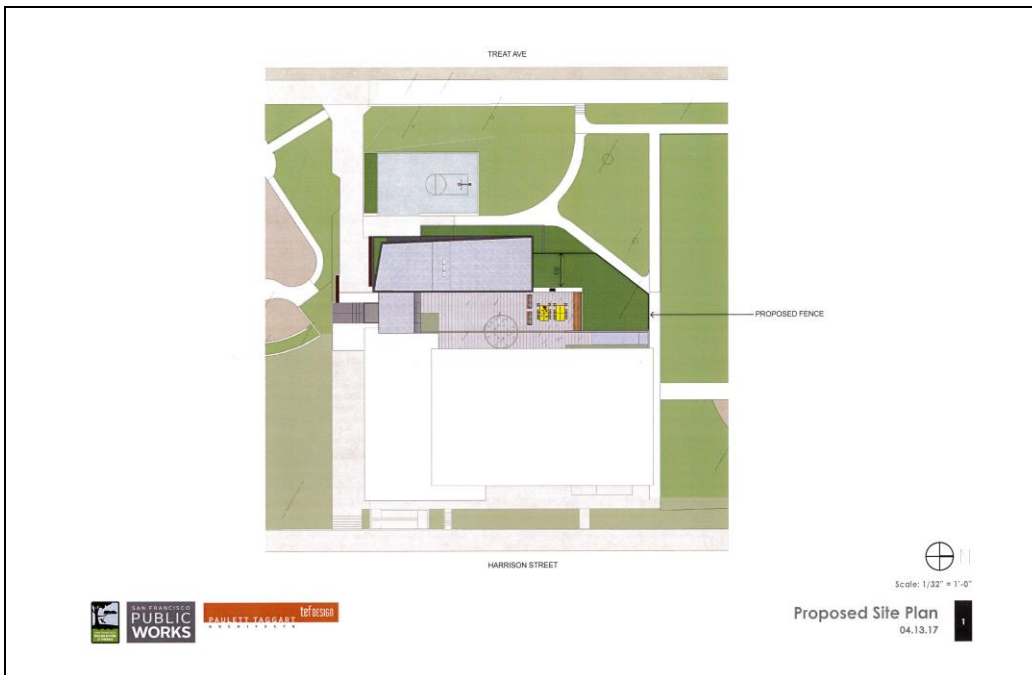 TREAT AVE
PROPOSED FENCE
HARRISON STREET
N
Scale: 1/32" = 1'-0"
Proposed Site Plan
04.13.17
1
SAN FRANCISCO
PUBLIC
WORKS
PAULETT TAGGART
ARCHITECTS
tef DESIGN